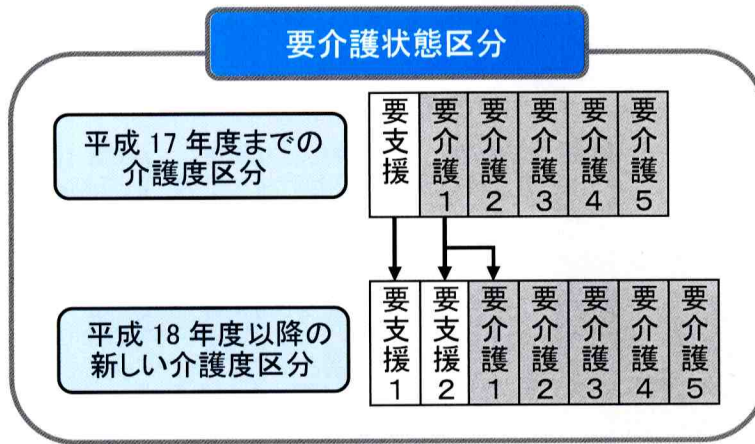 要介護状態区分
平成 17 年度までの
介護度区分
要支援
要介護1
要介護2
要介護3
要介護4
要介護5
平成 18 年度以降の
新しい介護度区分
要支援1
要支援2
要介護1
要介護2
要介護3
要介護4
要介護5